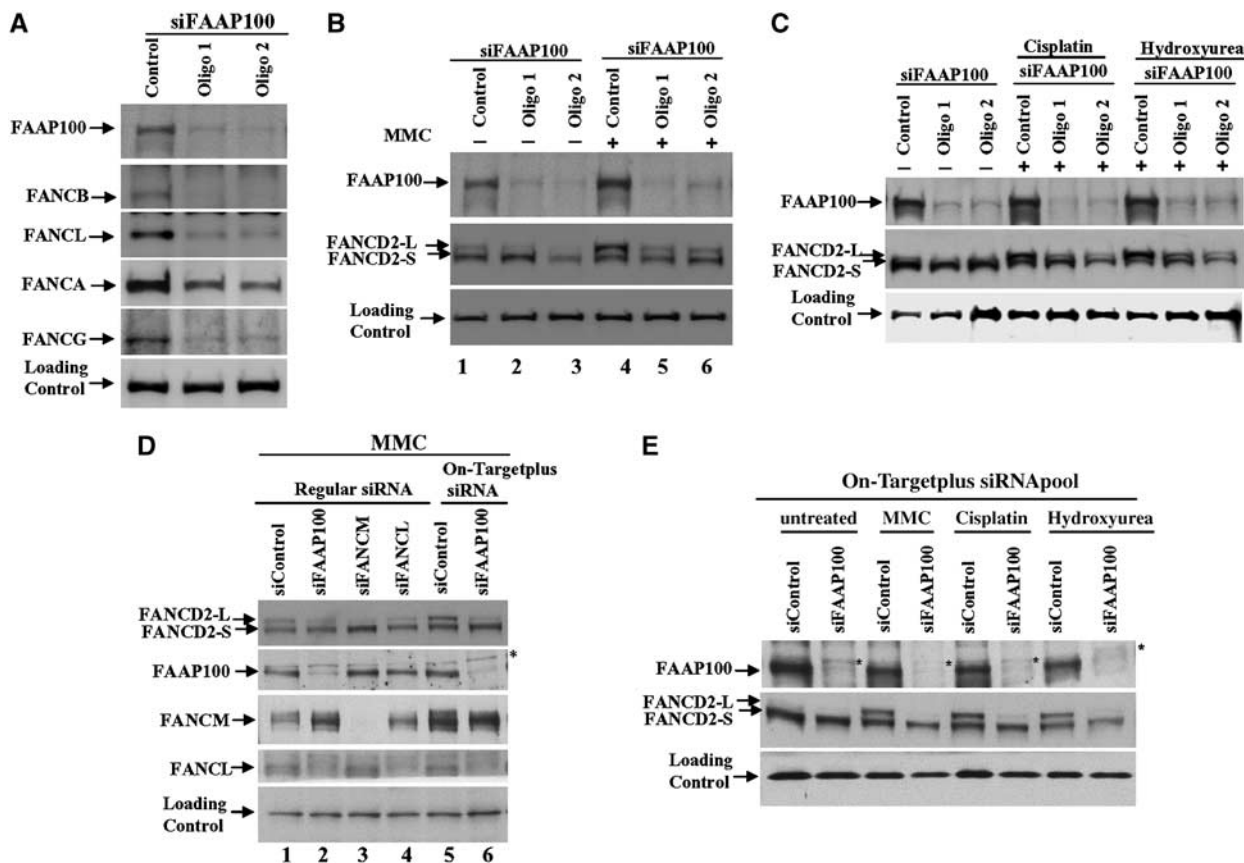 A
siFAAP100
Control
Oligo 1
Oligo 2
FAAP100
FANCB
FANCL
FANCA
FANCG
Loading
Control
B
siFAAP100
siFAAP100
Control
Oligo 1
Oligo 2
Control
Oligo 1
Oligo 2
MMC
– – – + + +
FAAP100
FANCD2-L
FANCD2-S
Loading
Control
1 2 3 4 5 6
C
Cisplatin
Hydroxyurea
siFAAP100
siFAAP100
siFAAP100
– Control
– Oligo 1
– Oligo 2
+ Control
+ Oligo 1
+ Oligo 2
+ Control
+ Oligo 1
+ Oligo 2
FAAP100
FANCD2-L
FANCD2-S
Loading
Control
D
MMC
Regular siRNA
On-Targetplus
siRNA
siControl
siFAAP100
siFANCM
siFANCL
siControl
siFAAP100
FANCD2-L
FANCD2-S
*
FAAP100
FANCM
FANCL
Loading
Control
1 2 3 4 5 6
E
On-Targetplus siRNApool
untreated
MMC
Cisplatin
Hydroxyurea
siControl
siFAAP100
siControl
siFAAP100
siControl
siFAAP100
siControl
siFAAP100
FAAP100
* * * *
FANCD2-L
FANCD2-S
Loading
Control